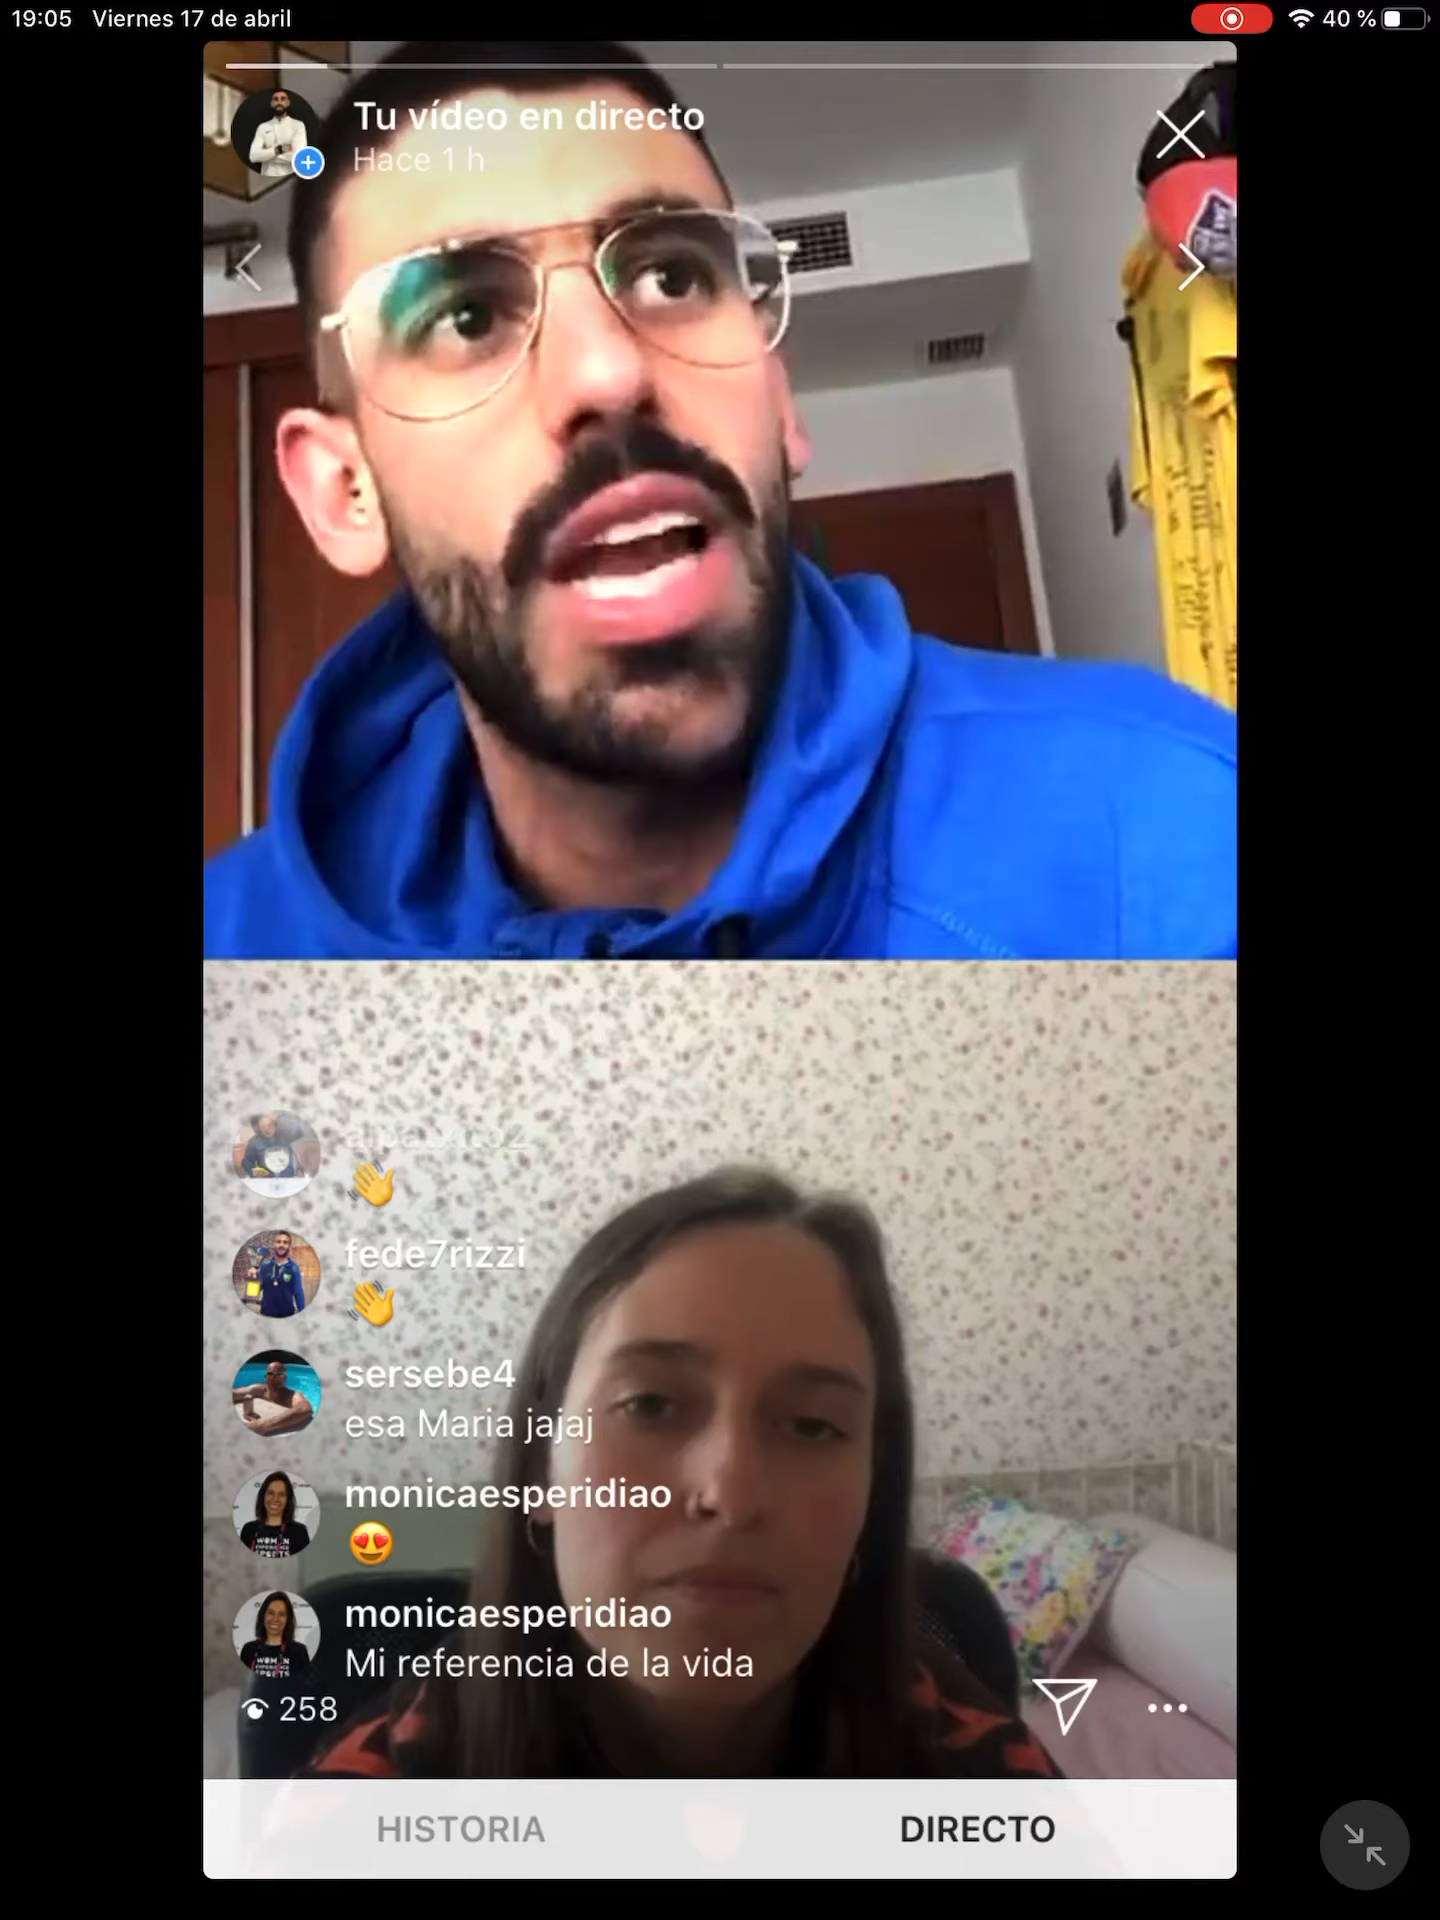 19:05 Viernes 17 de abril
40 %
Tu vídeo en directo
Hace 1 h
fede7rizzi
sersebe4
esa Maria jajaj
monicaesperidiao
monicaesperidiao
Mi referencia de la vida
258
HISTORIA
DIRECTO